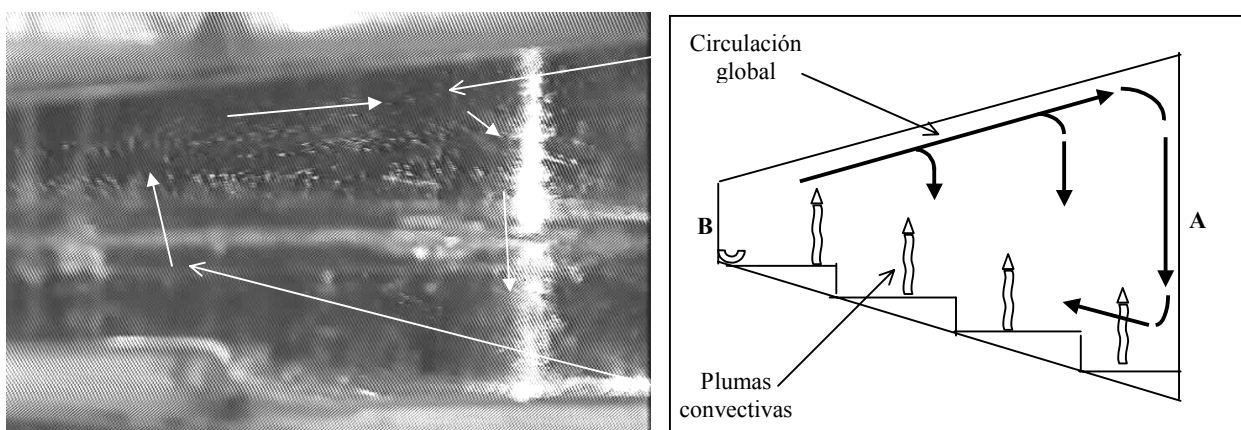 Circulación
global
B
A
Plumas
convectivas